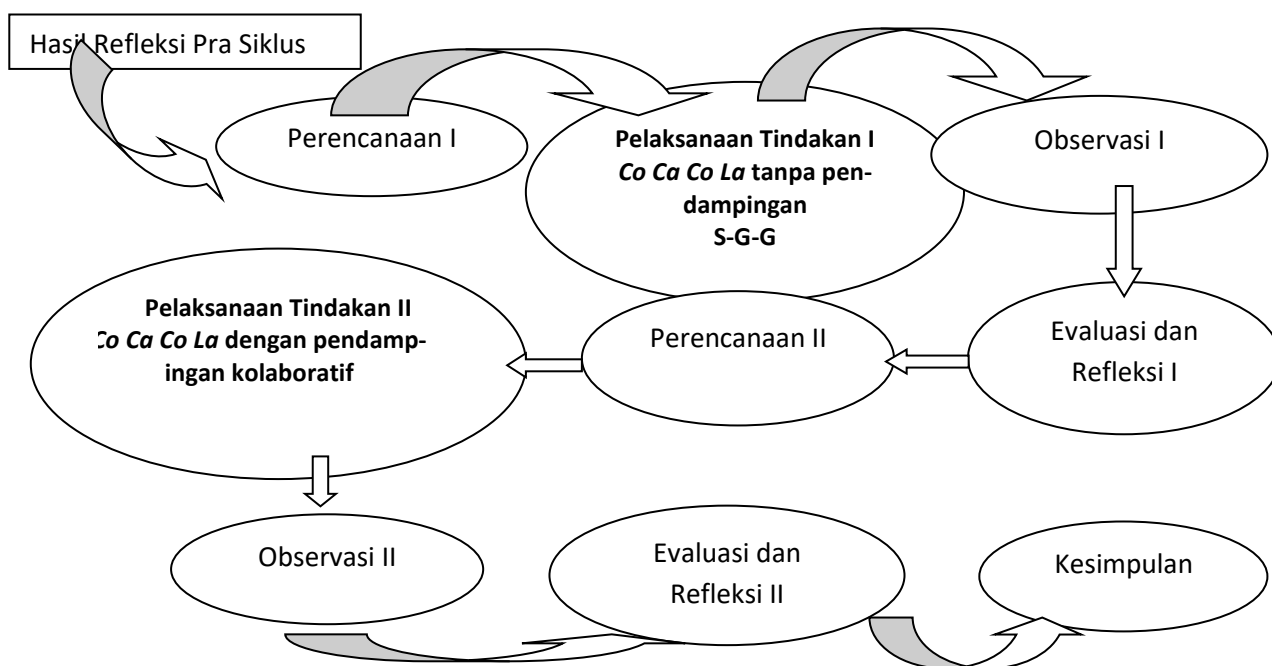 Hasil Refleksi Pra Siklus
Perencanaan I
Pelaksanaan Tindakan I
Co Ca Co La tanpa pen-
dampingan
S-G-G
Observasi I
Evaluasi dan
Refleksi I
Perencanaan II
Pelaksanaan Tindakan II
Co Ca Co La dengan pendamp-
ingan kolaboratif
Observasi II
Evaluasi dan
Refleksi II
Kesimpulan